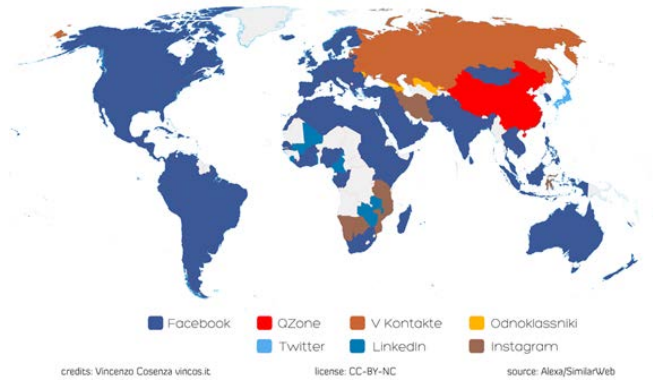 Facebook QZone V Kontakte Odnoklassniki
Twitter LinkedIn Instagram
credits: Vincenzo Cosenza vincos.it license: CC-BY-NC source: Alexa/SimilarWeb